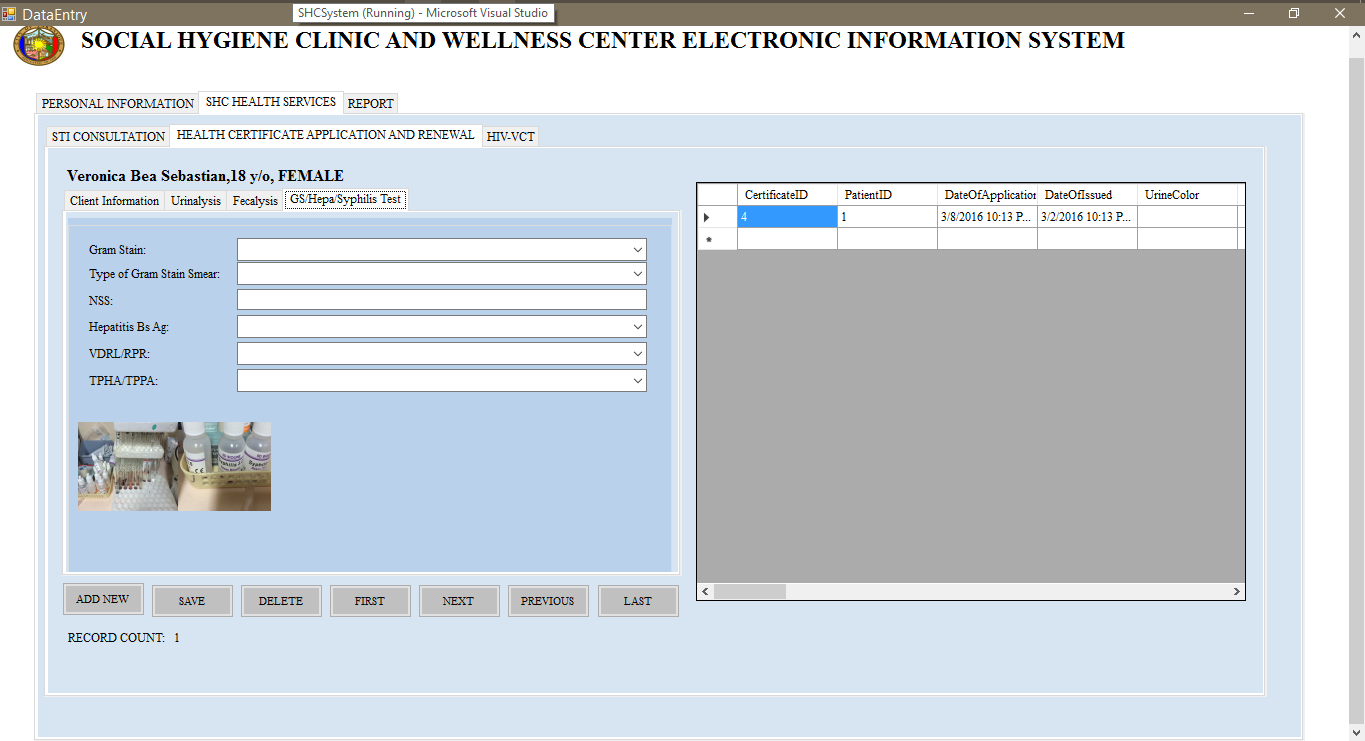 DataEntry
SHCSystem (Running) - Microsoft Visual Studio
SOCIAL HYGIENE CLINIC AND WELLNESS CENTER ELECTRONIC INFORMATION SYSTEM
PERSONAL INFORMATION SHC HEALTH SERVICES REPORT
STI CONSULTATION HEALTH CERTIFICATE APPLICATION AND RENEWAL HIV-VCT
Veronica Bea Sebastian,18 y/o, FEMALE
Client Information Urinalysis Fecalysis GS/Hepa/Syphilis Test
Gram Stain:
Type of Gram Stain Smear:
NSS:
Hepatitis Bs Ag:
VDRL/RPR:
TPHA/TPPA:
ADD NEW SAVE DELETE FIRST NEXT PREVIOUS LAST
RECORD COUNT: 1
CertificateID PatientID DateOfApplication DateOfIssued UrineColor
4 1 3/8/2016 10:13 P... 3/2/2016 10:13 P...